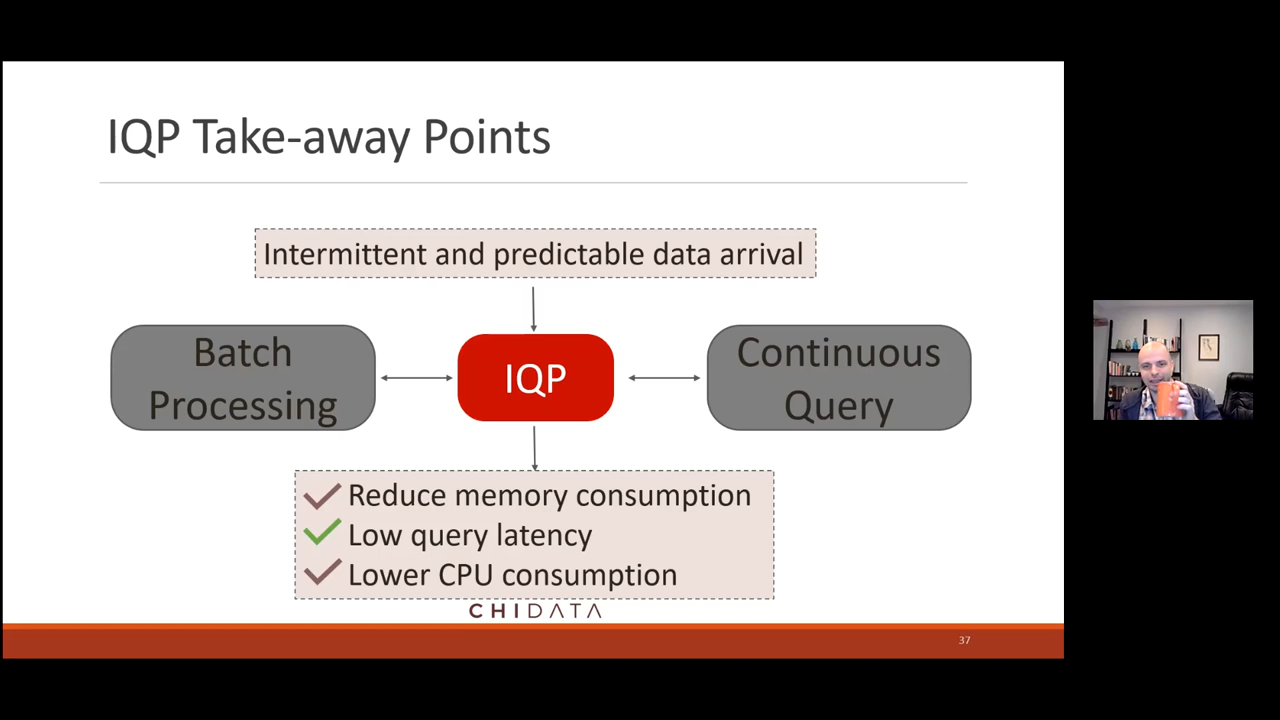 IQP Take-away Points
Intermittent and predictable data arrival
Batch
Processing
IQP
Continuous
Query
Reduce memory consumption
Low query latency
Lower CPU consumption
CHIDATA
37